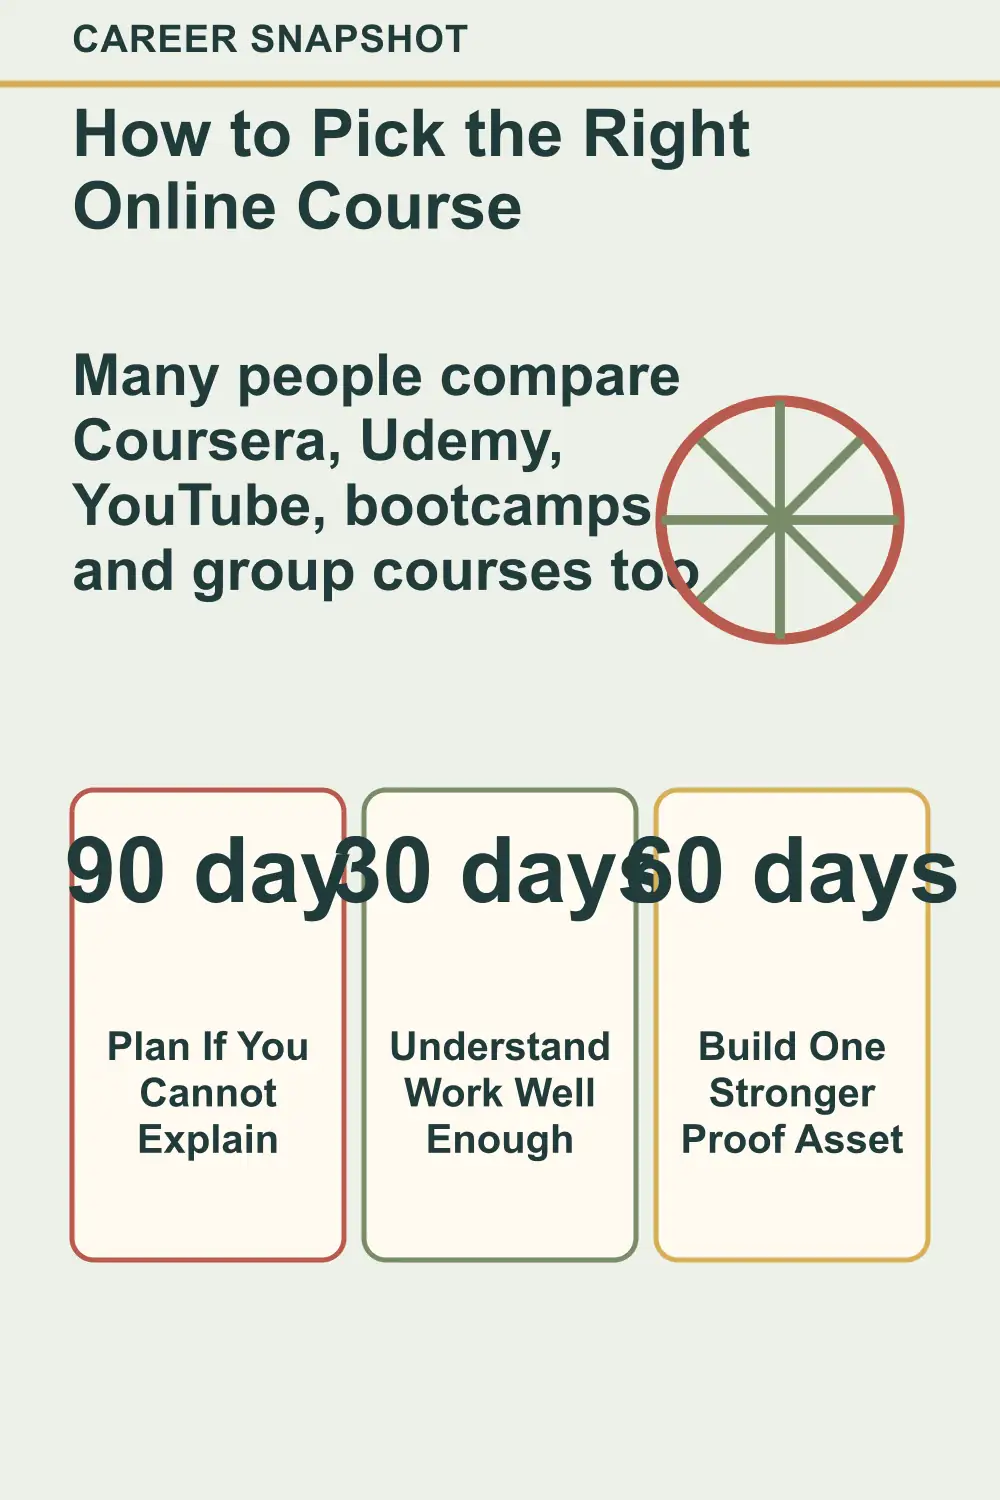 CAREER SNAPSHOT
How to Pick the Right
Online Course
Many people compare
Coursera, Udemy,
YouTube, bootcamps
and group courses too
90 days
30 days
60 days
Plan If You
Cannot
Explain
Understand
Work Well
Enough
Build One
Stronger
Proof Asset